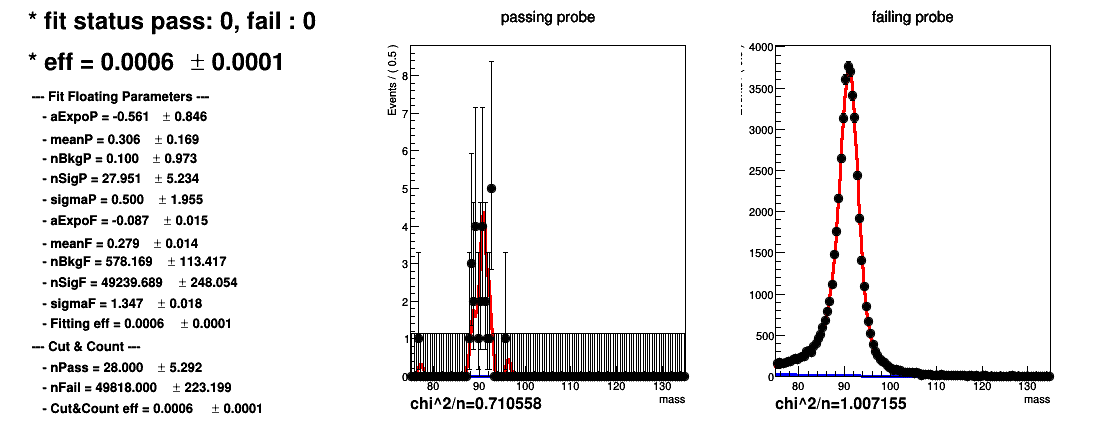 * fit status pass: 0, fail : 0
* eff = 0.0006 ± 0.0001
--- Fit Floating Parameters ---
- aExpoP = -0.561 ± 0.846
- meanP = 0.306 ± 0.169
- nBkgP = 0.100 ± 0.973
- nSigP = 27.951 ± 5.234
- sigmaP = 0.500 ± 1.955
- aExpoF = -0.087 ± 0.015
- meanF = 0.279 ± 0.014
- nBkgF = 578.169 ± 113.417
- nSigF = 49239.689 ± 248.054
- sigmaF = 1.347 ± 0.018
- Fitting eff = 0.0006 ± 0.0001
--- Cut & Count ---
- nPass = 28.000 ± 5.292
- nFail = 49818.000 ± 223.199
- Cut&Count eff = 0.0006 ± 0.0001
passing probe
Events / ( 0.5 )
8
7
6
5
4
3
2
1
0
80 90 100 110 120 130
mass
chi^2/n=0.710558
failing probe
4000
3500
3000
2500
2000
1500
1000
500
0
80 90 100 110 120 130
mass
chi^2/n=1.007155